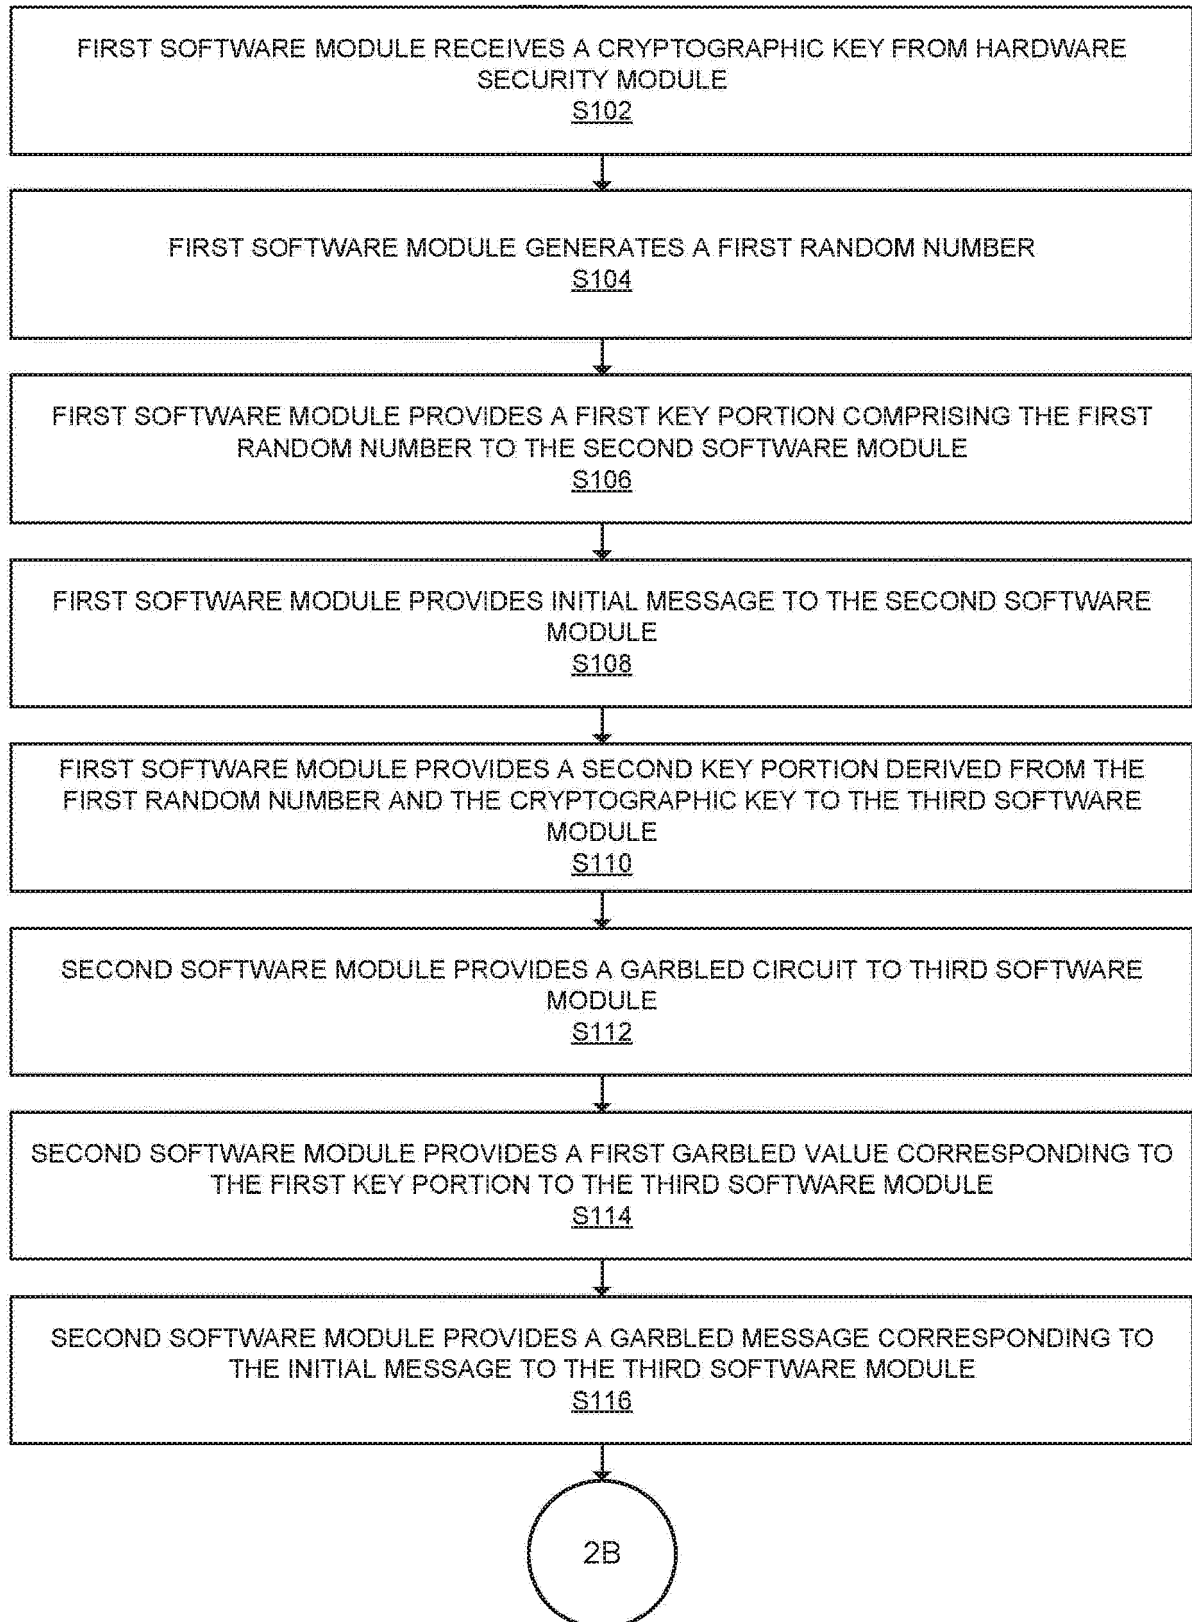 FIRST SOFTWARE MODULE RECEIVES A CRYPTOGRAPHIC KEY FROM HARDWARE
SECURITY MODULE
S102
FIRST SOFTWARE MODULE GENERATES A FIRST RANDOM NUMBER
S104
FIRST SOFTWARE MODULE PROVIDES A FIRST KEY PORTION COMPRISING THE FIRST
RANDOM NUMBER TO THE SECOND SOFTWARE MODULE
S106
FIRST SOFTWARE MODULE PROVIDES INITIAL MESSAGE TO THE SECOND SOFTWARE
MODULE
S108
FIRST SOFTWARE MODULE PROVIDES A SECOND KEY PORTION DERIVED FROM THE
FIRST RANDOM NUMBER AND THE CRYPTOGRAPHIC KEY TO THE THIRD SOFTWARE
MODULE
S110
SECOND SOFTWARE MODULE PROVIDES A GARBLED CIRCUIT TO THIRD SOFTWARE
MODULE
S112
SECOND SOFTWARE MODULE PROVIDES A FIRST GARBLED VALUE CORRESPONDING TO
THE FIRST KEY PORTION TO THE THIRD SOFTWARE MODULE
S114
SECOND SOFTWARE MODULE PROVIDES A GARBLED MESSAGE CORRESPONDING TO
THE INITIAL MESSAGE TO THE THIRD SOFTWARE MODULE
S116
2B